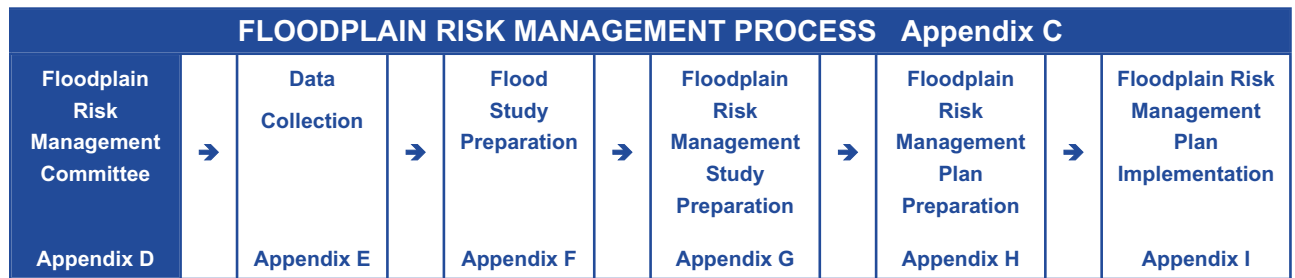 FLOODPLAIN RISK MANAGEMENT PROCESS Appendix C
Floodplain
Risk
Management
Committee
Appendix D
➔
Data
Collection
Appendix E
➔
Flood
Study
Preparation
Appendix F
➔
Floodplain
Risk
Management
Study
Preparation
Appendix G
➔
Floodplain
Risk
Management
Plan
Preparation
Appendix H
➔
Floodplain Risk
Management
Plan
Implementation
Appendix I